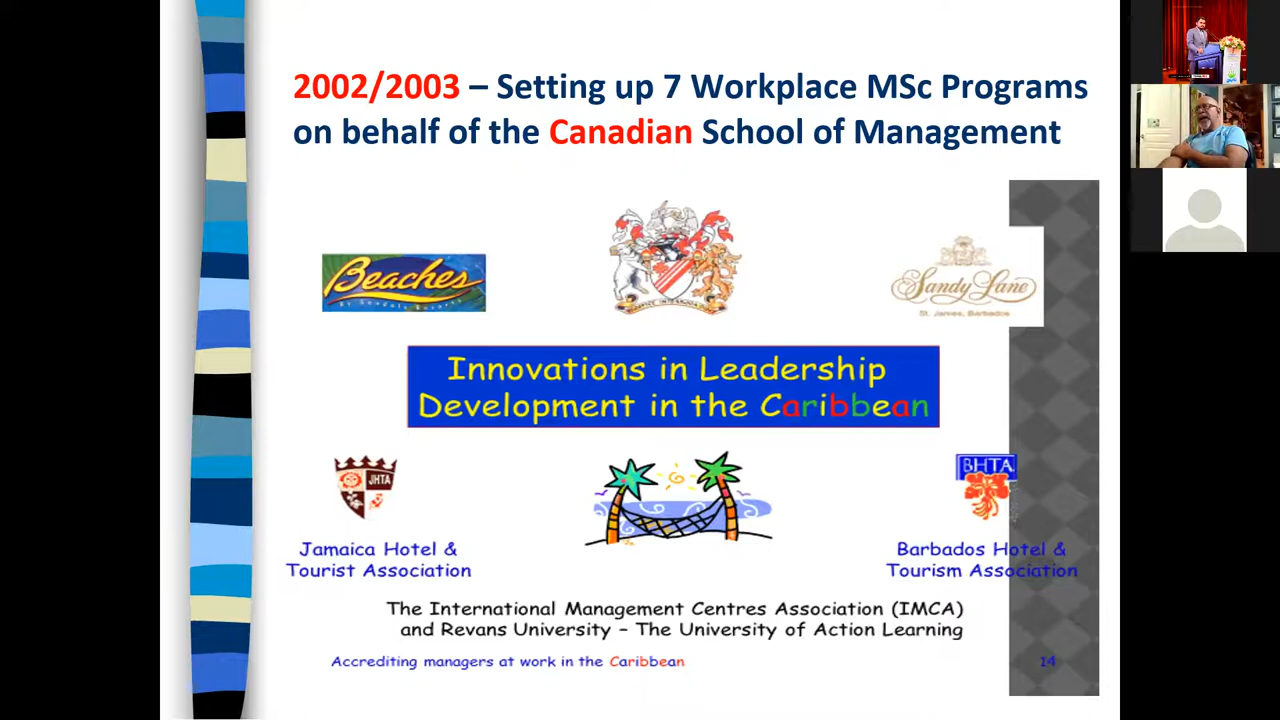 2002/2003 – Setting up 7 Workplace MSc Programs
on behalf of the Canadian School of Management
Beaches
By Sandals Resorts
Sandy Lane
St. James, Barbados
Innovations in Leadership
Development in the Caribbean
JHTA
BHTA
Jamaica Hotel &
Tourist Association
Barbados Hotel &
Tourism Association
The International Management Centres Association (IMCA)
and Revans University – The University of Action Learning
Accrediting managers at work in the Caribbean
14